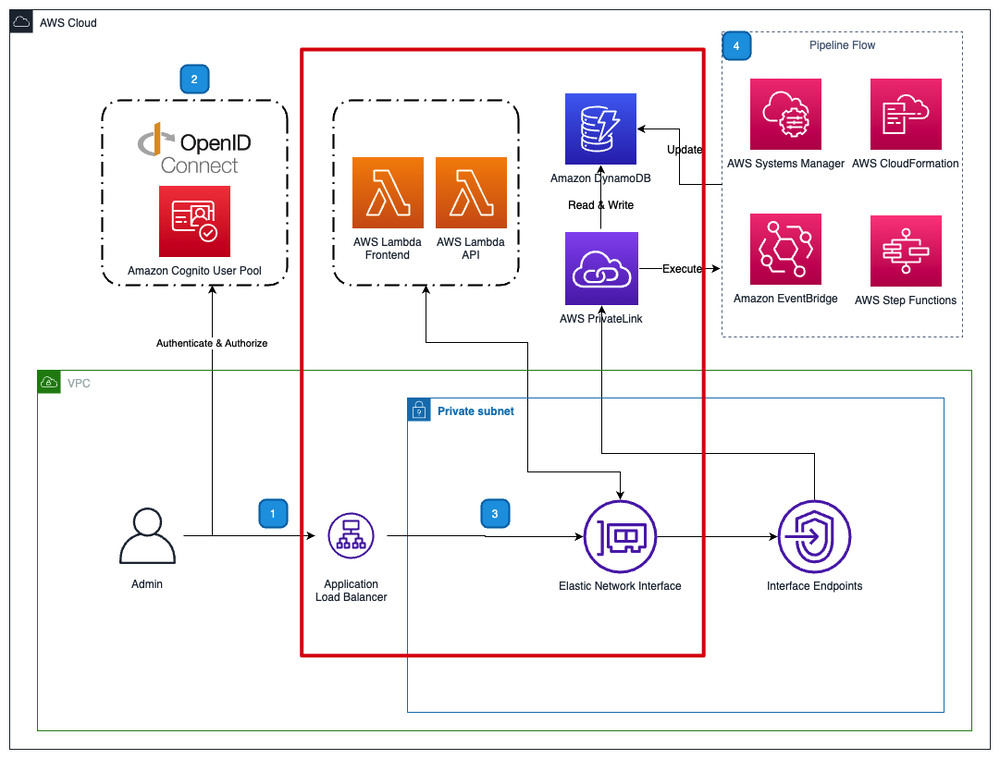 AWS Cloud
4
Pipeline Flow
2
OpenID
Connect
Amazon Cognito User Pool
AWS Lambda
Frontend
AWS Lambda
API
Amazon DynamoDB
Update
Read & Write
AWS PrivateLink
Execute
AWS Systems Manager
AWS CloudFormation
Amazon EventBridge
AWS Step Functions
Authenticate & Authorize
VPC
Private subnet
1
3
Admin
Application
Load Balancer
Elastic Network Interface
Interface Endpoints